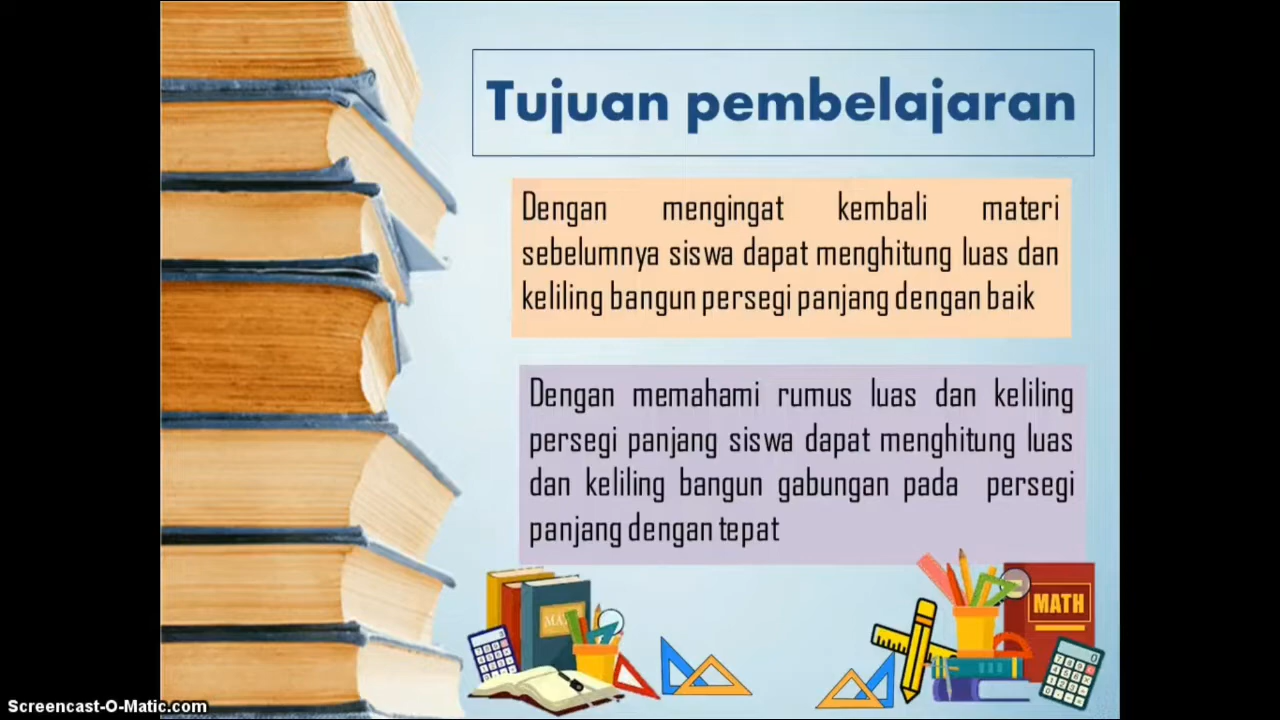 Tujuan pembelajaran
Dengan mengingat kembali materi
sebelumnya siswa dapat menghitung luas dan
keliling bangun persegi panjang dengan baik
Dengan memahami rumus luas dan keliling
persegi panjang siswa dapat menghitung luas
dan keliling bangun gabungan pada persegi
panjang dengan tepat
MATH
Screencast-O-Matic.com